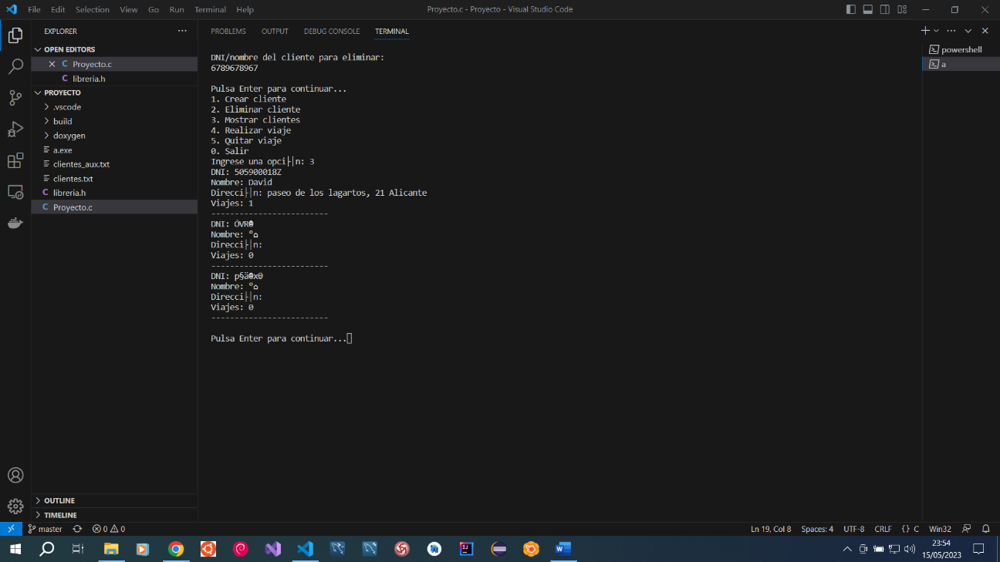 File Edit Selection View Go Run Terminal Help Proyecto.c - Proyecto - Visual Studio Code
EXPLORER
OPEN EDITORS
C Proyecto.c
C libreria.h
PROYECTO
.vscode
build
doxygen
a.exe
clientes_aux.txt
clientes.txt
C libreria.h
C Proyecto.c
OUTLINE
TIMELINE
PROBLEMS OUTPUT DEBUG CONSOLE TERMINAL
DNI/nombre del cliente para eliminar:
6789678967
Pulsa Enter para continuar...
1. Crear cliente
2. Eliminar cliente
3. Mostrar clientes
4. Realizar viaje
5. Quitar viaje
0. Salir
Ingrese una opci├│n: 3
DNI: 505900018Z
Nombre: David
Direcci├│n: paseo de los lagartos, 21 Alicante
Viajes: 1
-------------------------
DNI:
Nombre: º⌂
Direcci├│n:
Viajes: 0
-------------------------
DNI:
Nombre: º⌂
Direcci├│n:
Viajes: 0
-------------------------
Pulsa Enter para continuar...
powershell
a
master 0 0 Ln 19, Col 8 Spaces: 4 UTF-8 CRLF {} C Win32
23:54
15/05/2023